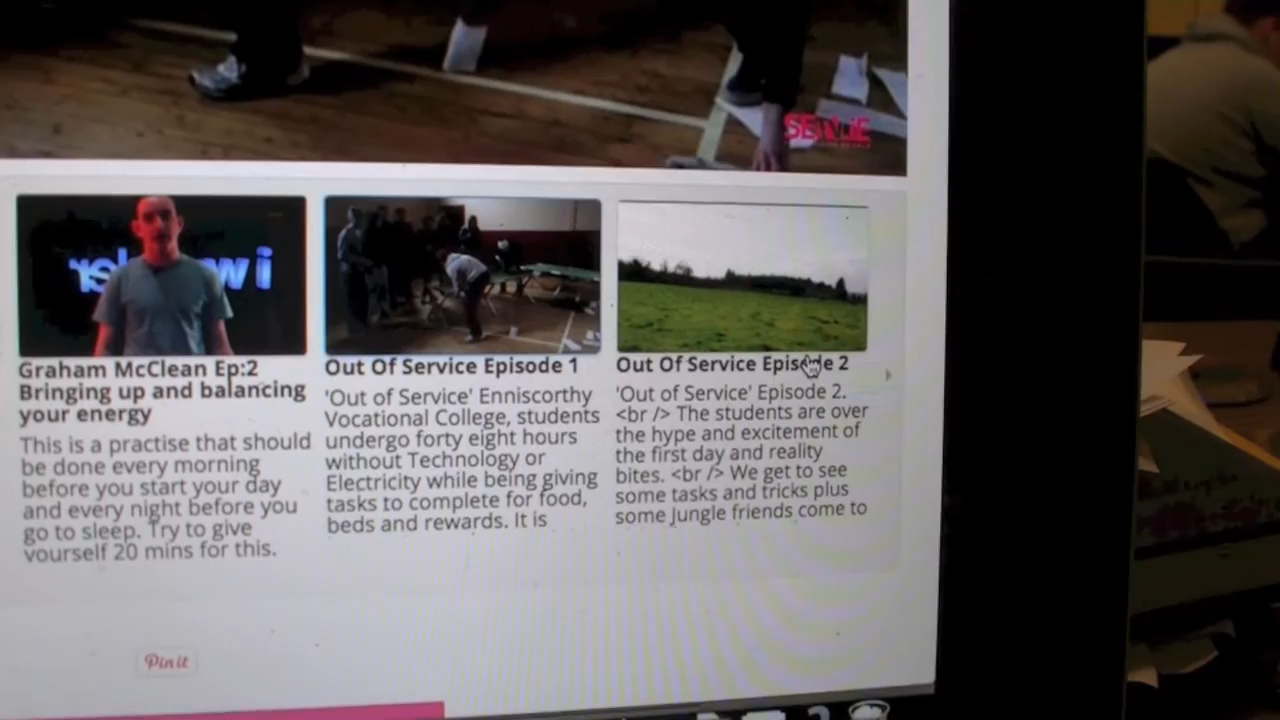 Graham McClean Ep:2
Bringing up and balancing
your energy
This is a practise that should
be done every morning
before you start your day
and every night before you
go to sleep. Try to give
yourself 20 mins for this.
Out Of Service Episode 1
'Out of Service' Enniscorthy
Vocational College, students
undergo forty eight hours
without Technology or
Electricity while being giving
tasks to complete for food,
beds and rewards. It is
Out Of Service Episode 2
'Out of Service' Episode 2.
<br /> The students are over
the hype and excitement of
the first day and reality
bites. <br /> We get to see
some tasks and tricks plus
some Jungle friends come to
Pin it